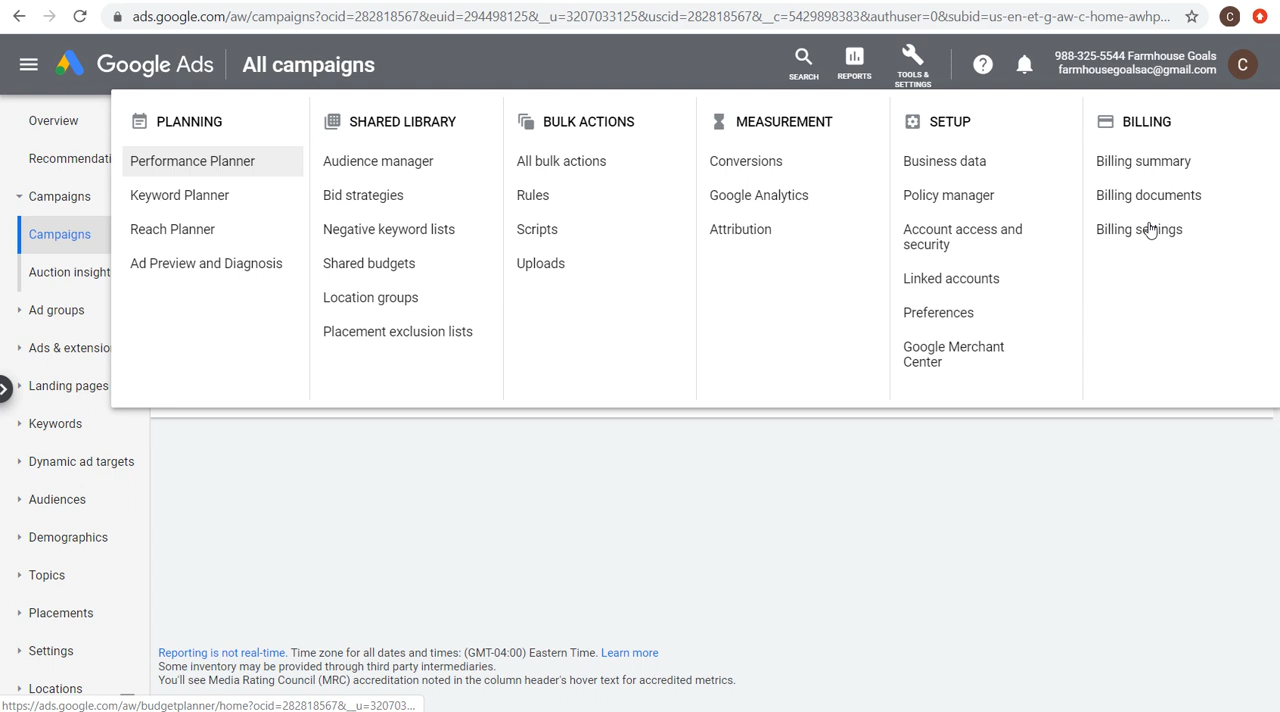 ads.google.com/aw/campaigns?ocid=282818567&euid=294498125&__u=3207033125&uscid=282818567&__c=5429898383&authuser=0&subid=us-en-et-g-aw-c-home-awhp...
C
Google Ads
All campaigns
SEARCH
REPORTS
TOOLS &
SETTINGS
988-325-5544 Farmhouse Goals
farmhousegoalsac@gmail.com
C
Overview
Recommendati
Campaigns
Campaigns
Auction insight
Ad groups
Ads & extensio
Landing pages
Keywords
Dynamic ad targets
Audiences
Demographics
Topics
Placements
Settings
Locations
PLANNING
Performance Planner
Keyword Planner
Reach Planner
Ad Preview and Diagnosis
SHARED LIBRARY
Audience manager
Bid strategies
Negative keyword lists
Shared budgets
Location groups
Placement exclusion lists
BULK ACTIONS
All bulk actions
Rules
Scripts
Uploads
MEASUREMENT
Conversions
Google Analytics
Attribution
SETUP
Business data
Policy manager
Account access and
security
Linked accounts
Preferences
Google Merchant
Center
BILLING
Billing summary
Billing documents
Billing settings
Reporting is not real-time. Time zone for all dates and times: (GMT-04:00) Eastern Time. Learn more
Some inventory may be provided through third party intermediaries.
You'll see Media Rating Council (MRC) accreditation noted in the column header's hover text for accredited metrics.
https://ads.google.com/aw/budgetplanner/home?ocid=282818567&__u=320703...